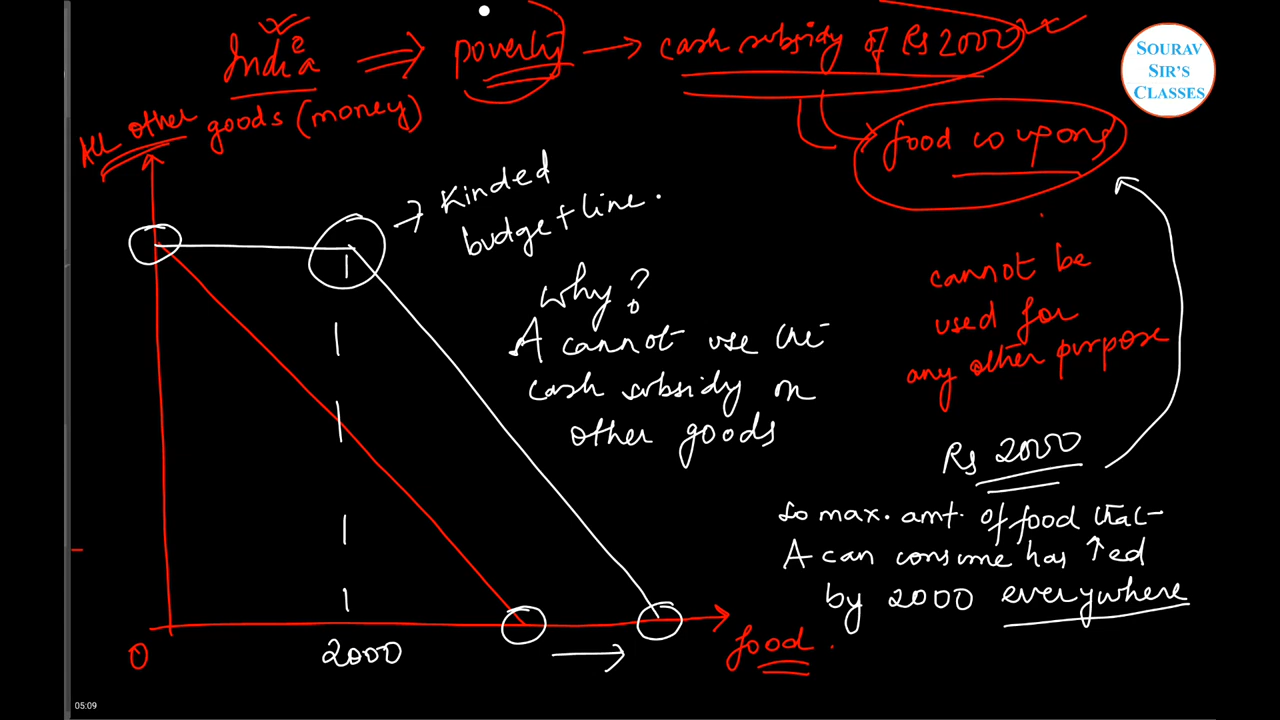 India ⇒ poverty → cash subsidy of Rs 2000
SOURAV
SIR'S
CLASSES
All other goods (money)
food coupons
→ Kinded
budget line.
cannot be
used for
any other purpose
Why?
A cannot use the
cash subsidy on
other goods
Rs 2000
So max. amt. of food that
A can consume has ↑ed
by 2000 everywhere
O
2000
→
food.
05:09